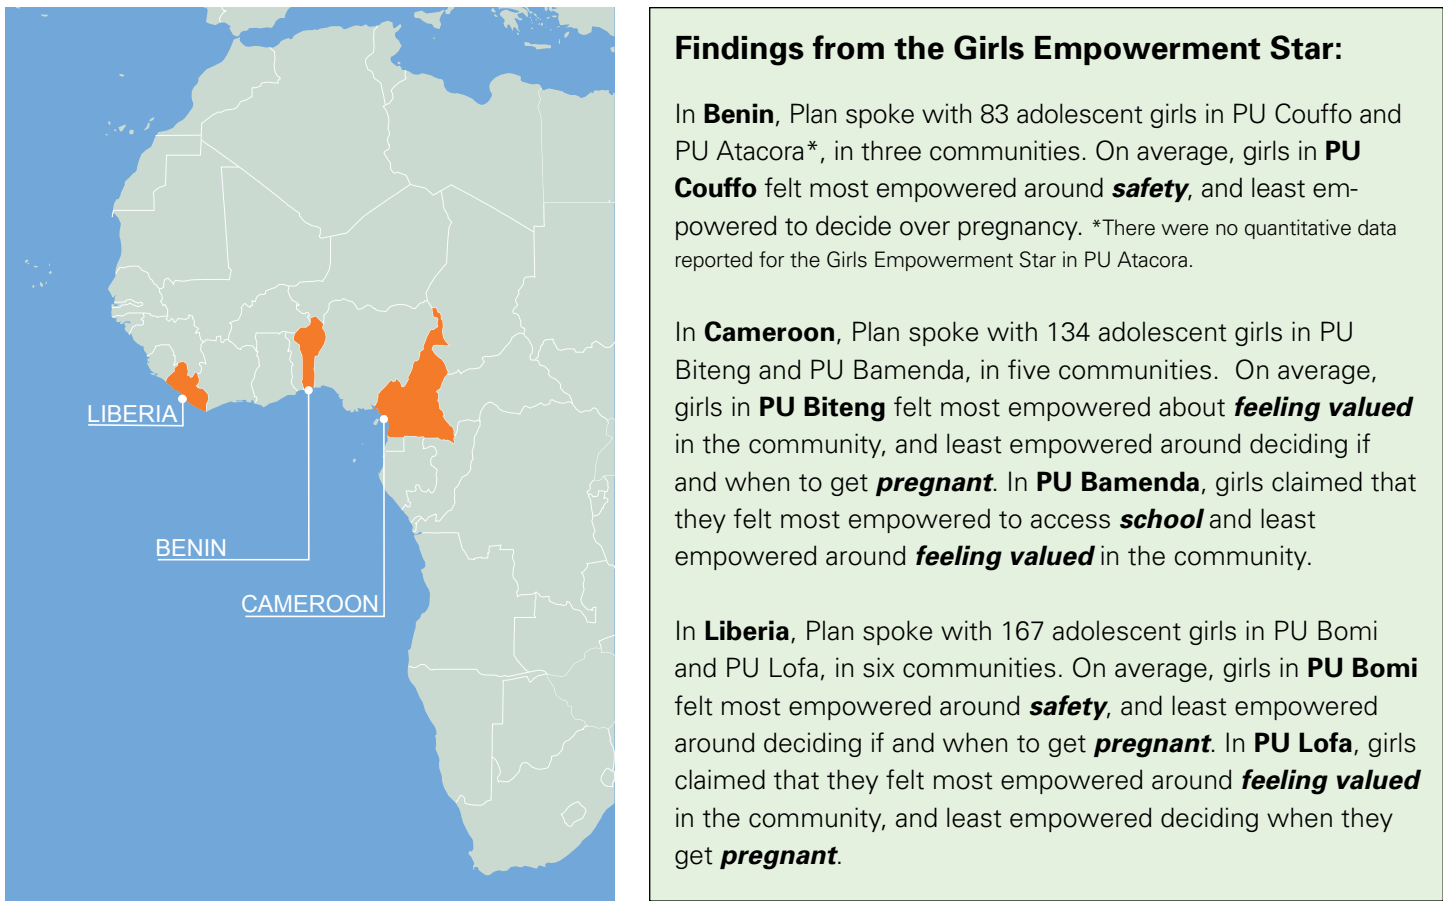 LIBERIA
BENIN
CAMEROON
Findings from the Girls Empowerment Star:
In Benin, Plan spoke with 83 adolescent girls in PU Couffo and
PU Atacora*, in three communities. On average, girls in PU
Couffo felt most empowered around safety, and least em-
powered to decide over pregnancy. *There were no quantitative data
reported for the Girls Empowerment Star in PU Atacora.
In Cameroon, Plan spoke with 134 adolescent girls in PU
Biteng and PU Bamenda, in five communities.  On average,
girls in PU Biteng felt most empowered about feeling valued
in the community, and least empowered around deciding if
and when to get pregnant. In PU Bamenda, girls claimed that
they felt most empowered to access school and least
empowered around feeling valued in the community.
In Liberia, Plan spoke with 167 adolescent girls in PU Bomi
and PU Lofa, in six communities. On average, girls in PU Bomi
felt most empowered around safety, and least empowered
around deciding if and when to get pregnant. In PU Lofa, girls
claimed that they felt most empowered around feeling valued
in the community, and least empowered deciding when they
get pregnant.